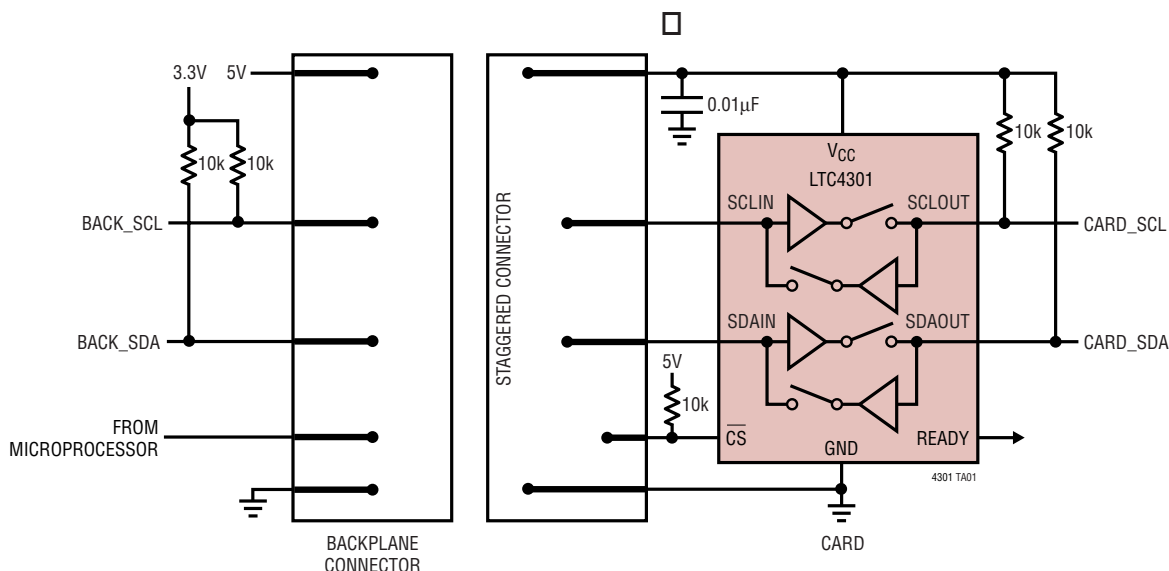 3.3V
5V
0.01µF
10k
10k
10k
10k
VCC
LTC4301
SCLIN
SCLOUT
BACK_SCL
CARD_SCL
STAGGERED CONNECTOR
SDAIN
SDAOUT
BACK_SDA
CARD_SDA
5V
10k
FROM
MICROPROCESSOR
CS
READY
GND
4301 TA01
BACKPLANE
CONNECTOR
CARD